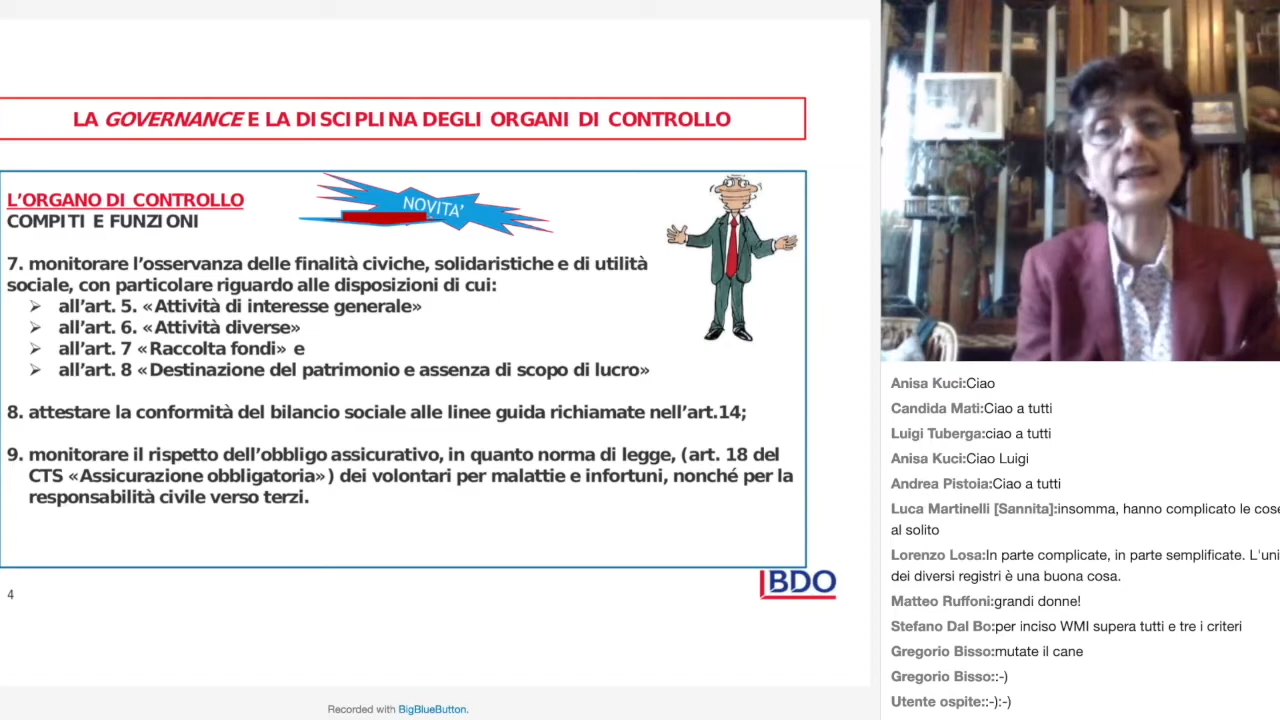 LA GOVERNANCE E LA DISCIPLINA DEGLI ORGANI DI CONTROLLO
L’ORGANO DI CONTROLLO
NOVITA’
COMPITI E FUNZIONI
7. monitorare l’osservanza delle finalità civiche, solidaristiche e di utilità
sociale, con particolare riguardo alle disposizioni di cui:
➢ all’art. 5. «Attività di interesse generale»
➢ all’art. 6. «Attività diverse»
➢ all’art. 7 «Raccolta fondi» e
➢ all’art. 8 «Destinazione del patrimonio e assenza di scopo di lucro»
8. attestare la conformità del bilancio sociale alle linee guida richiamate nell’art.14;
9. monitorare il rispetto dell’obbligo assicurativo, in quanto norma di legge, (art. 18 del
CTS «Assicurazione obbligatoria») dei volontari per malattie e infortuni, nonché per la
responsabilità civile verso terzi.
4
BDO
Recorded with BigBlueButton.
Anisa Kuci:Ciao
Candida Mati:Ciao a tutti
Luigi Tuberga:ciao a tutti
Anisa Kuci:Ciao Luigi
Andrea Pistoia:Ciao a tutti
Luca Martinelli [Sannita]:insomma, hanno complicato le cose
al solito
Lorenzo Losa:In parte complicate, in parte semplificate. L'uni
dei diversi registri è una buona cosa.
Matteo Ruffoni:grandi donne!
Stefano Dal Bo:per inciso WMI supera tutti e tre i criteri
Gregorio Bisso:mutate il cane
Gregorio Bisso::-)
Utente ospite::-):-)